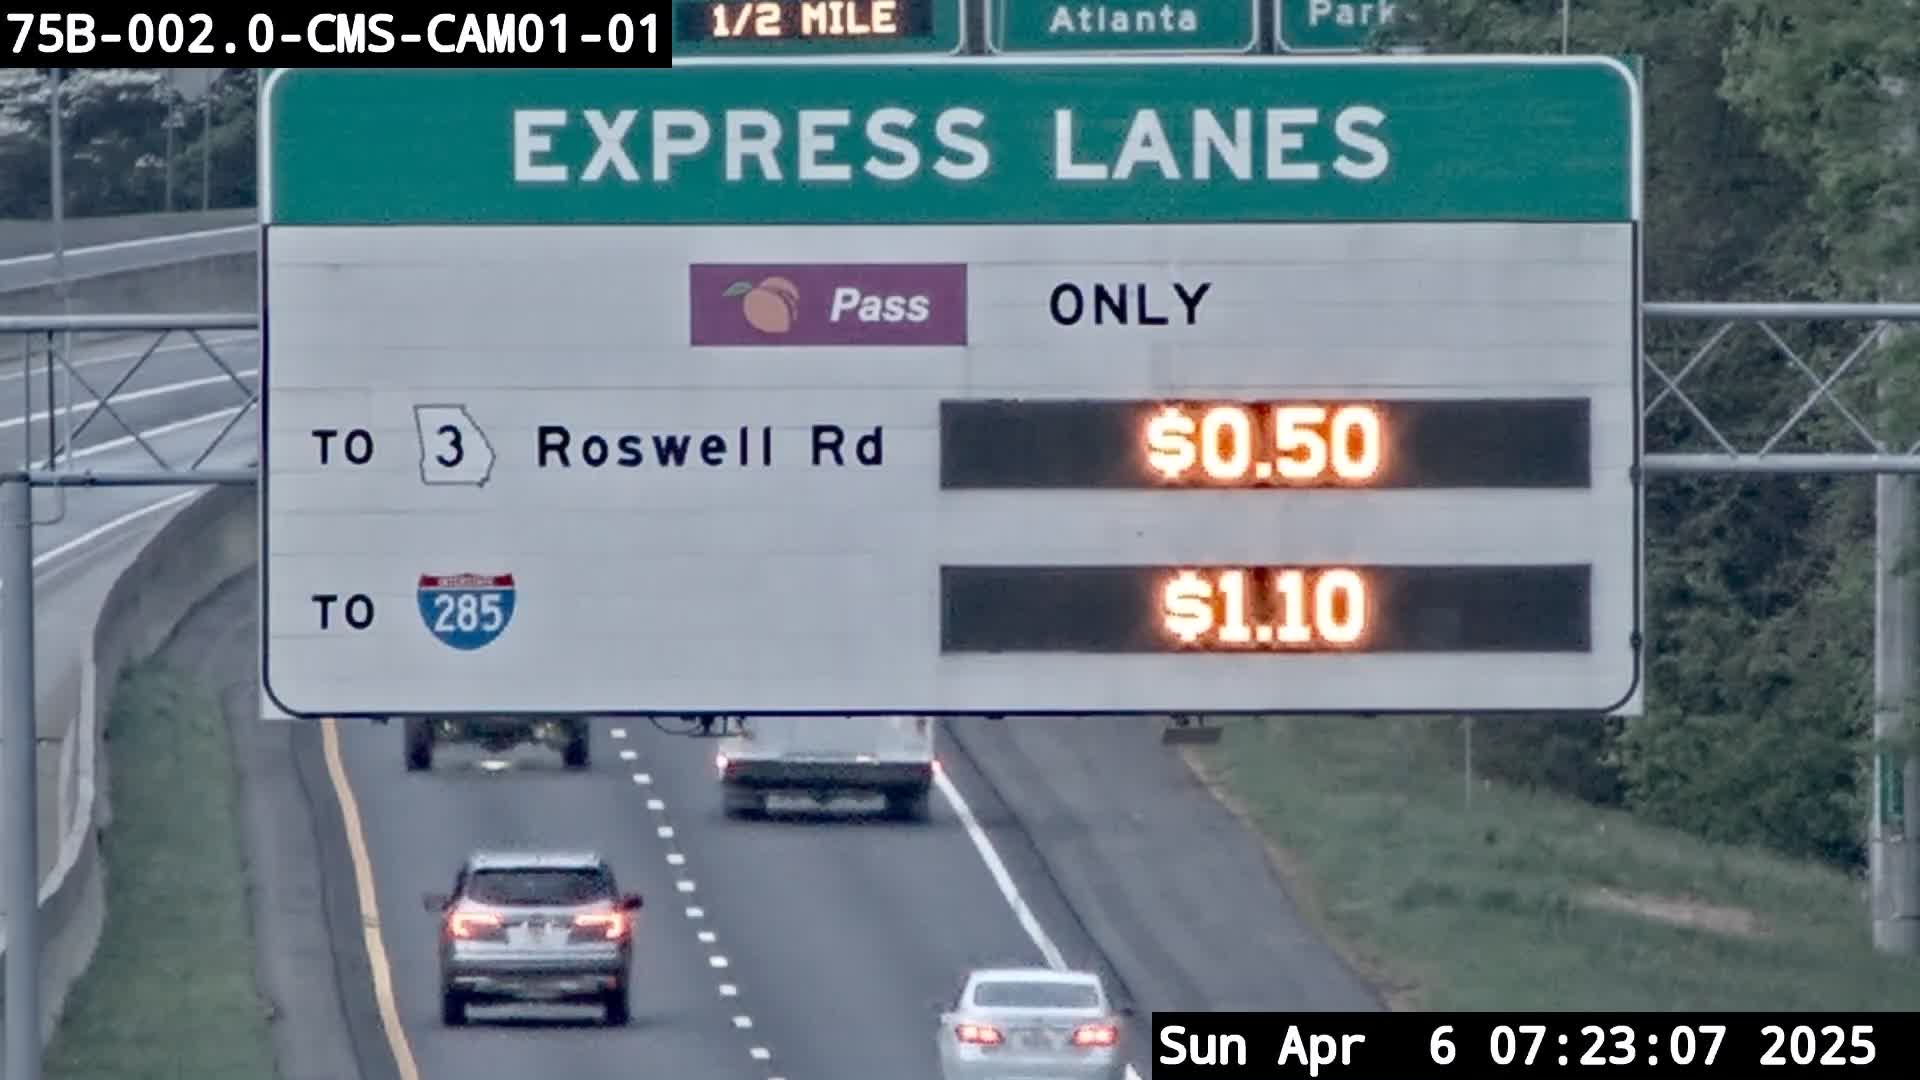 75B-002.0-CMS-CAM01-01
1/2 MILE
Atlanta
Park
EXPRESS LANES
Pass ONLY
TO 3 Roswell Rd $0.50
TO 285 $1.10
Sun Apr 6 07:23:07 2025